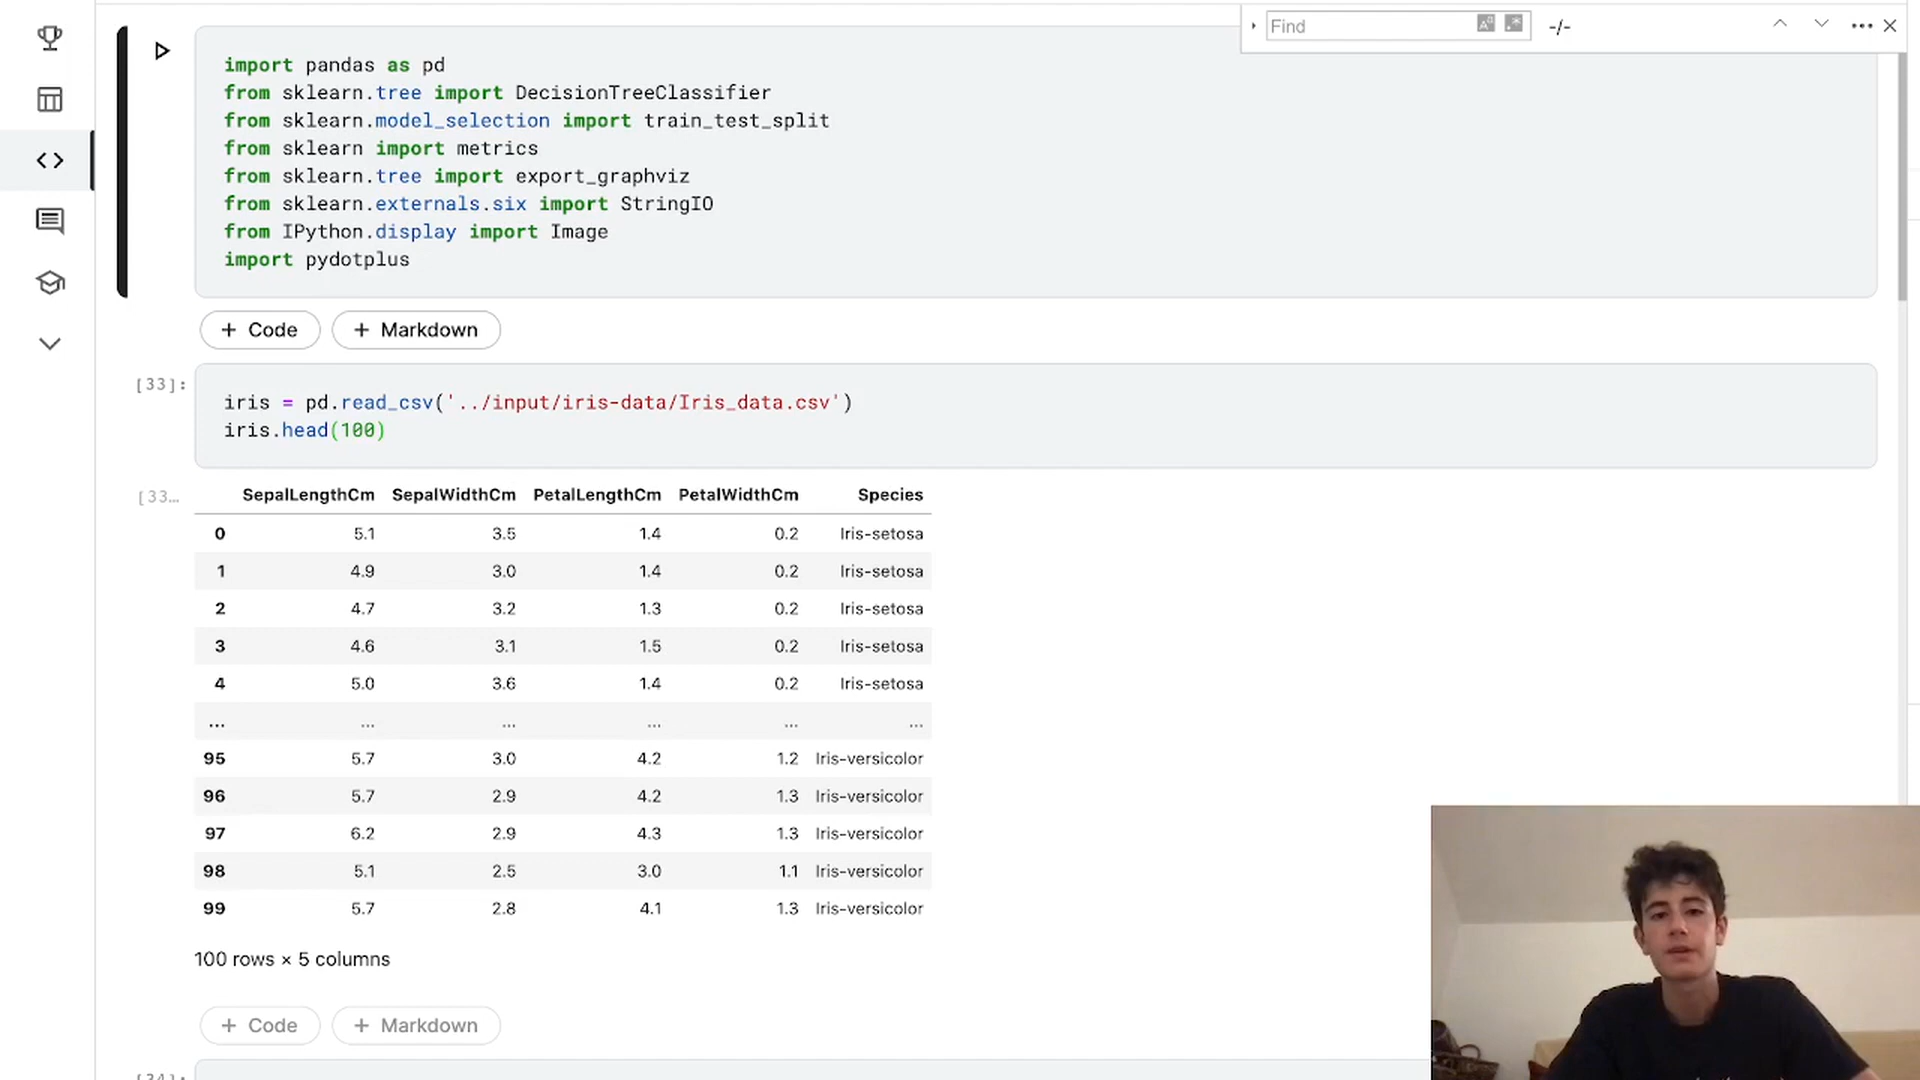 Find
-/-
import pandas as pd
from sklearn.tree import DecisionTreeClassifier
from sklearn.model_selection import train_test_split
from sklearn import metrics
from sklearn.tree import export_graphviz
from sklearn.externals.six import StringIO
from IPython.display import Image
import pydotplus
+ Code + Markdown
[33]:
iris = pd.read_csv('../input/iris-data/Iris_data.csv')
iris.head(100)
[33…
SepalLengthCm SepalWidthCm PetalLengthCm PetalWidthCm Species
0 5.1 3.5 1.4 0.2 Iris-setosa
1 4.9 3.0 1.4 0.2 Iris-setosa
2 4.7 3.2 1.3 0.2 Iris-setosa
3 4.6 3.1 1.5 0.2 Iris-setosa
4 5.0 3.6 1.4 0.2 Iris-setosa
... ... ... ... ... ...
95 5.7 3.0 4.2 1.2 Iris-versicolor
96 5.7 2.9 4.2 1.3 Iris-versicolor
97 6.2 2.9 4.3 1.3 Iris-versicolor
98 5.1 2.5 3.0 1.1 Iris-versicolor
99 5.7 2.8 4.1 1.3 Iris-versicolor
100 rows × 5 columns
+ Code + Markdown
[34]: